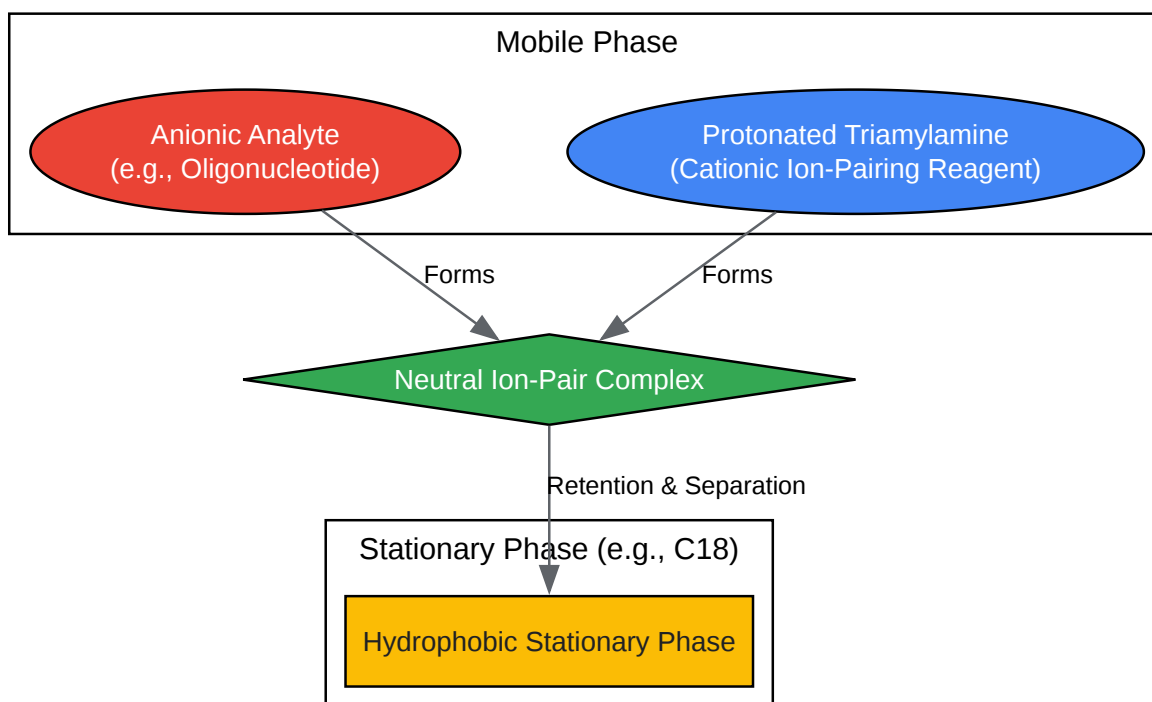 Mobile Phase
Anionic Analyte
(e.g., Oligonucleotide)
Protonated Triamylamine
(Cationic Ion-Pairing Reagent)
Forms
Forms
Neutral Ion-Pair Complex
Retention & Separation
Stationary Phase (e.g., C18)
Hydrophobic Stationary Phase